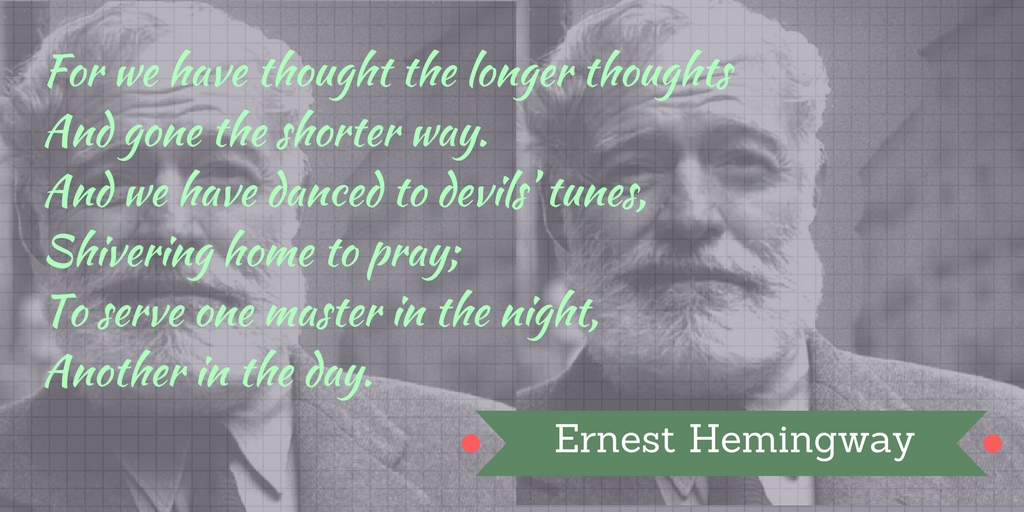 For we have thought the longer thoughts
And gone the shorter way.
And we have danced to devils' tunes,
Shivering home to pray;
To serve one master in the night,
Another in the day.
Ernest Hemingway